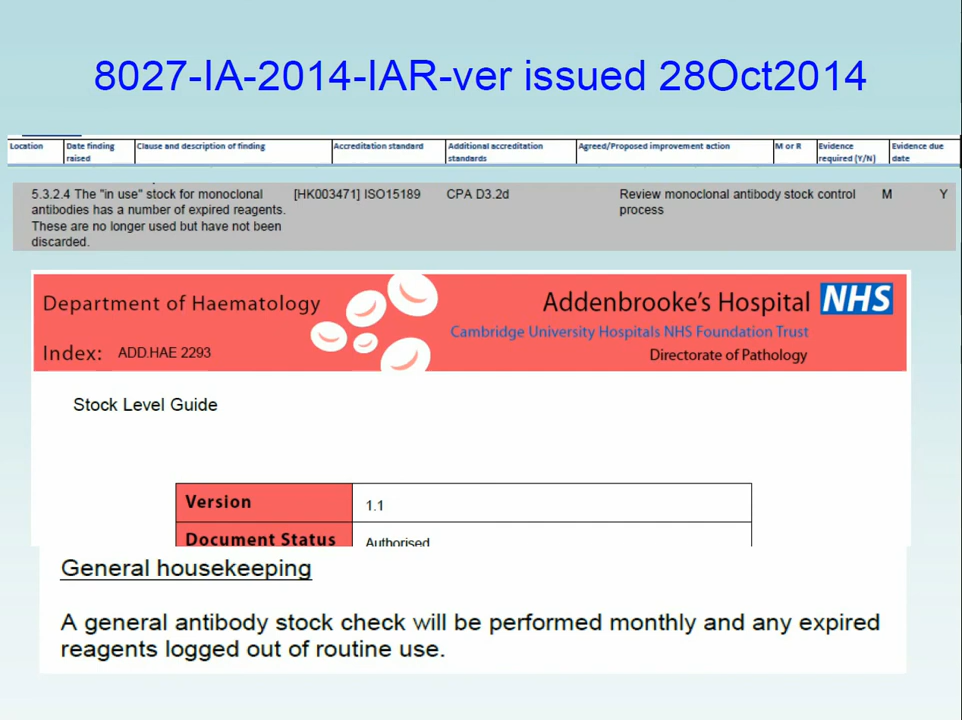 8027-IA-2014-IAR-ver issued 28Oct2014
Location Date finding Clause and description of finding Accreditation standard Additional accreditation Agreed/Proposed improvement action M or R Evidence Evidence due
raised standards required (Y/N) date
5.3.2.4 The "in use" stock for monoclonal [HK003471] ISO15189 CPA D3.2d Review monoclonal antibody stock control M Y
antibodies has a number of expired reagents. process
These are no longer used but have not been
discarded.
Department of Haematology Addenbrooke's Hospital NHS
Cambridge University Hospitals NHS Foundation Trust
Index: ADD.HAE 2293 Directorate of Pathology
Stock Level Guide
Version 1.1
Document Status Authorised
General housekeeping
A general antibody stock check will be performed monthly and any expired
reagents logged out of routine use.